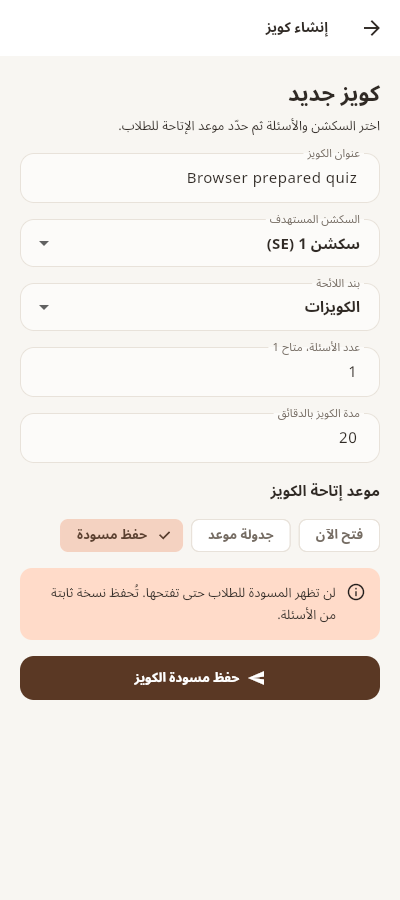 إنشاء كويز
كويز جديد
اختر السكشن والأسئلة ثم حدّد موعد الإتاحة للطلاب.
عنوان الكويز
Browser prepared quiz
السكشن المستهدف
سكشن 1 (SE)
بند اللائحة
الكويزات
عدد الأسئلة، متاح 1
1
مدة الكويز بالدقائق
20
موعد إتاحة الكويز
فتح الآن
جدولة موعد
حفظ مسودة
لن تظهر المسودة للطلاب حتى تفتحها. تُحفظ نسخة ثابتة
من الأسئلة.
حفظ مسودة الكويز